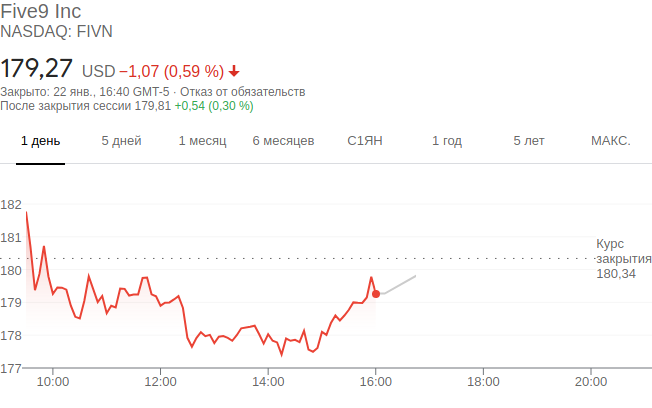 Five9 Inc
NASDAQ: FIVN
179,27 USD −1,07 (0,59 %)
Закрыто: 22 янв., 16:40 GMT-5 · Отказ от обязательств
После закрытия сессии 179,81 +0,54 (0,30 %)
1 день 5 дней 1 месяц 6 месяцев С1ЯН 1 год 5 лет МАКС.
182
181
Курс
закрытия
180,34
180
179
178
177
10:00 12:00 14:00 16:00 18:00 20:00